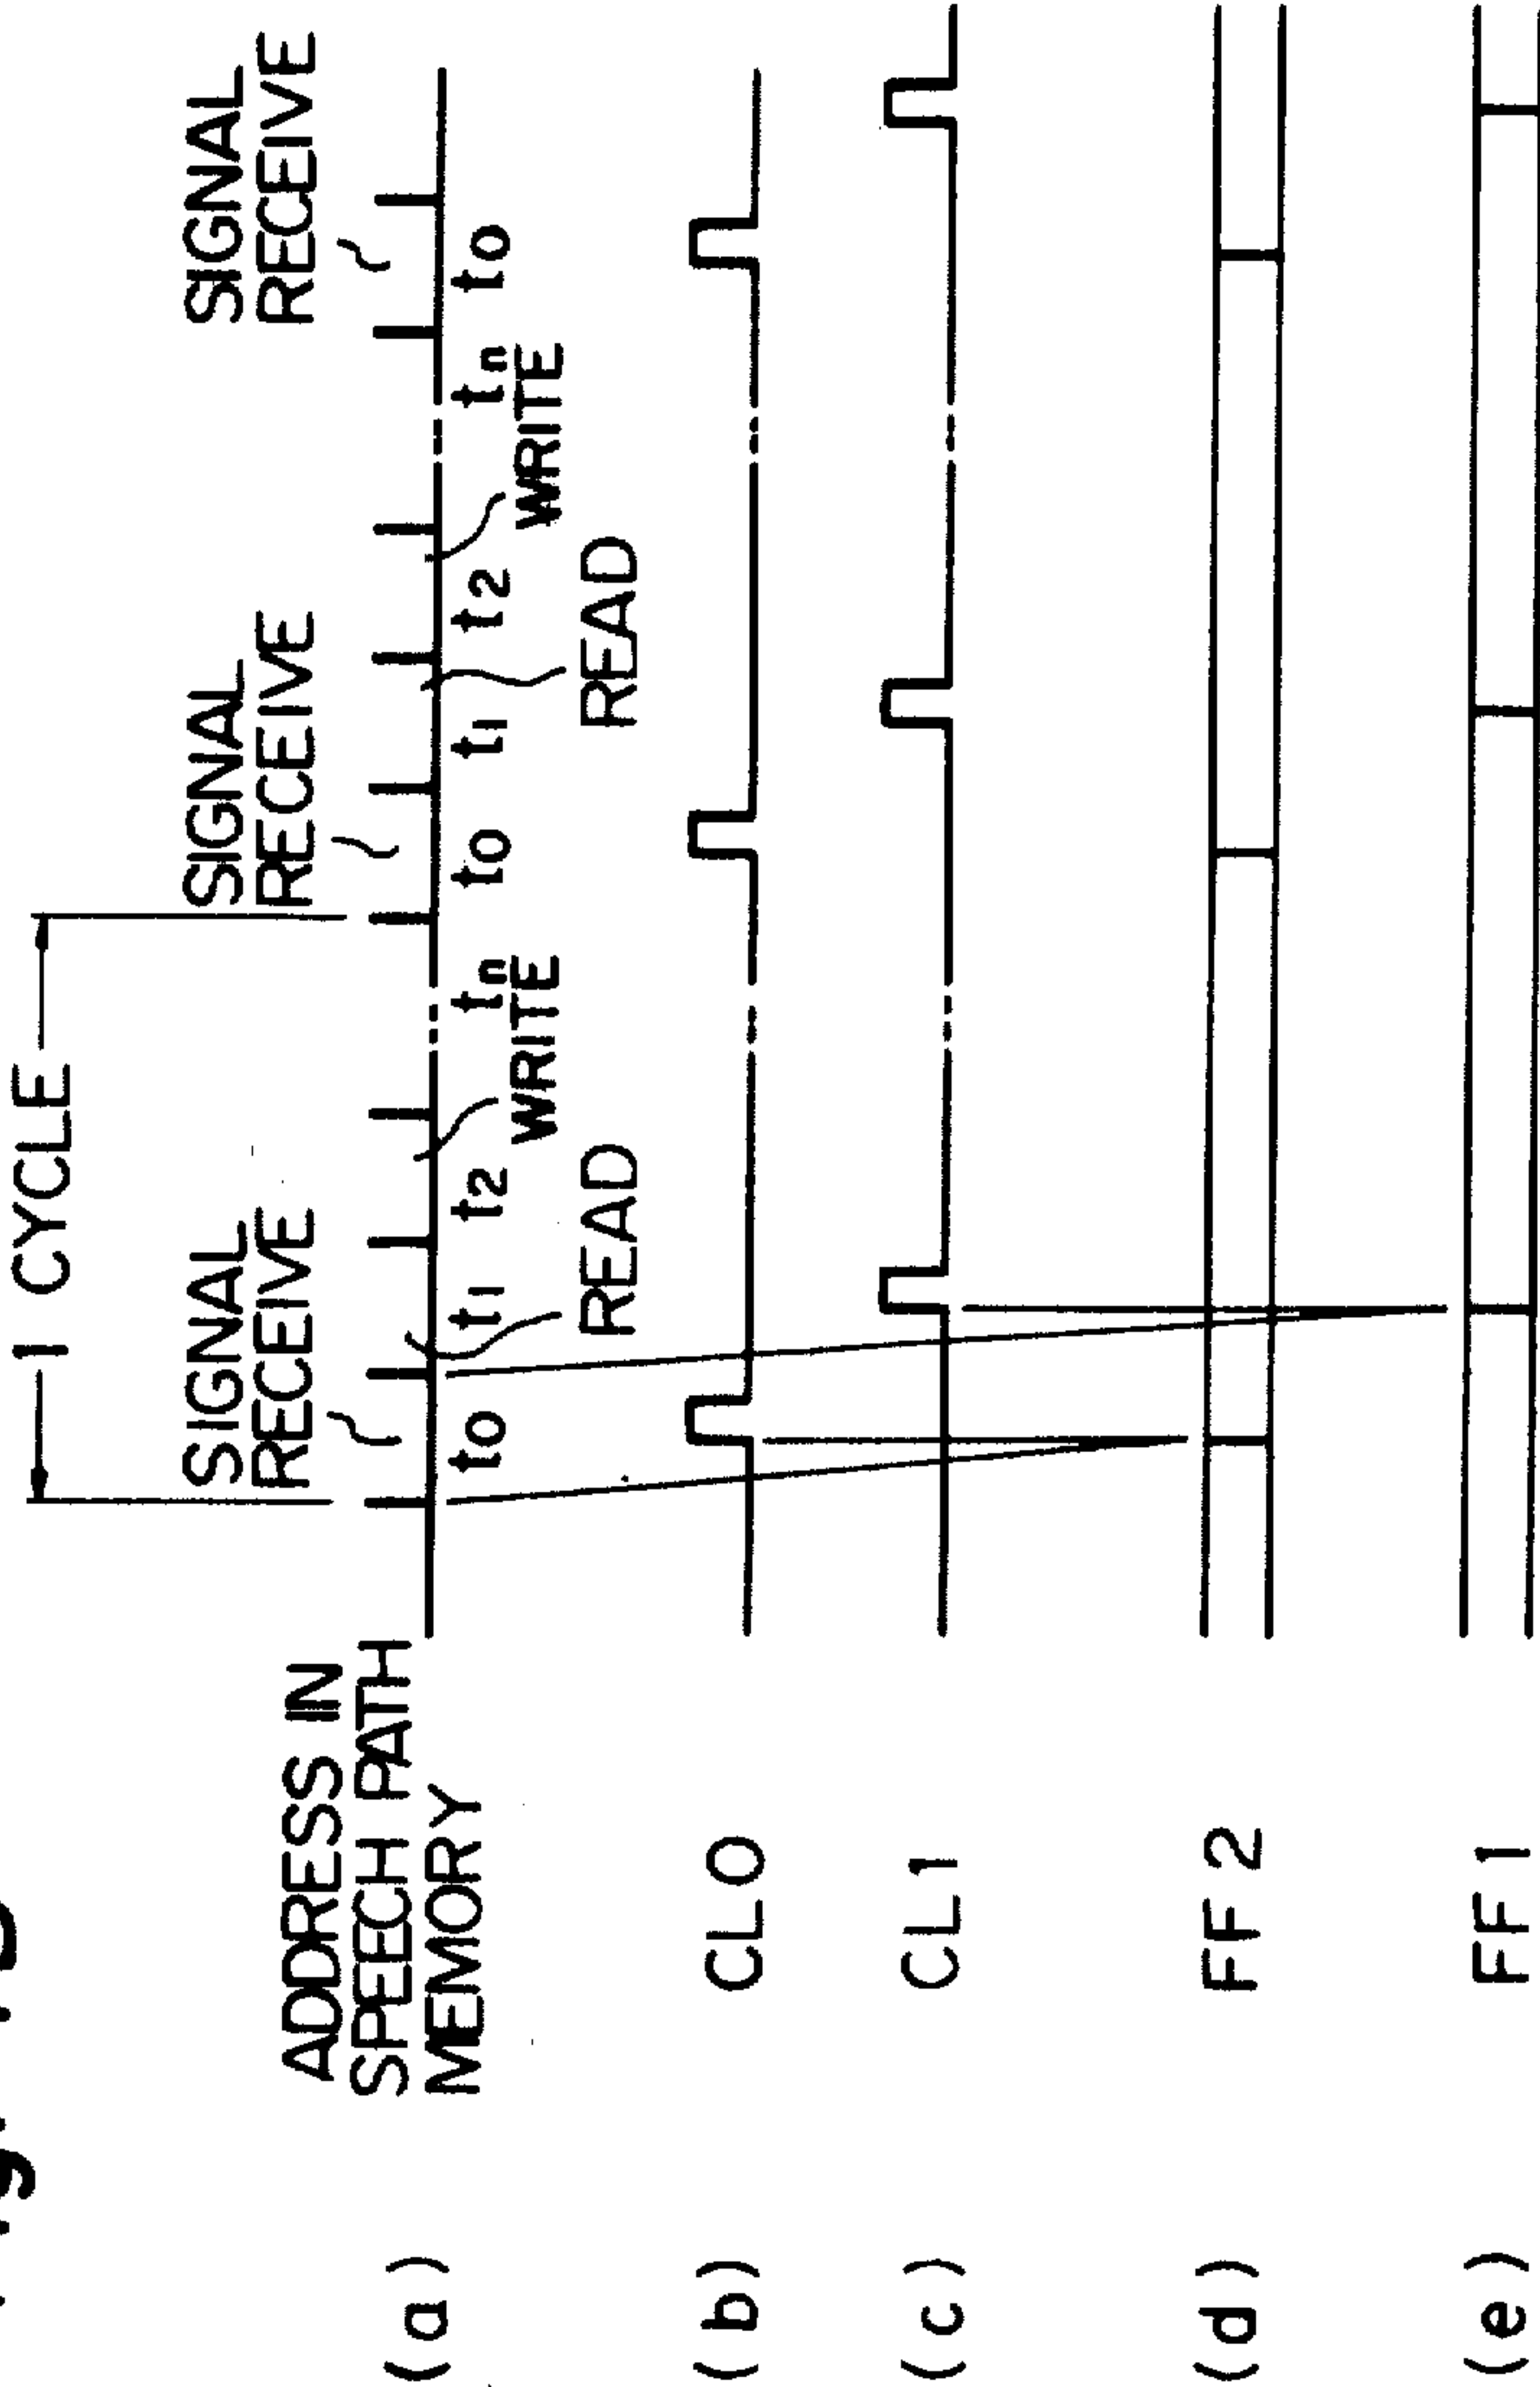 1 CYCLE
SIGNAL
RECEIVE
SIGNAL
RECEIVE
SIGNAL
RECEIVE
(a) ADDRESS IN
SPEECH PATH
MEMORY
t0 t1 t2 tn t0 t1 t2 tn t0
WRITE WRITE
READ READ
(b) CL0
(c) CL1
(d) FF2
(e) FF1